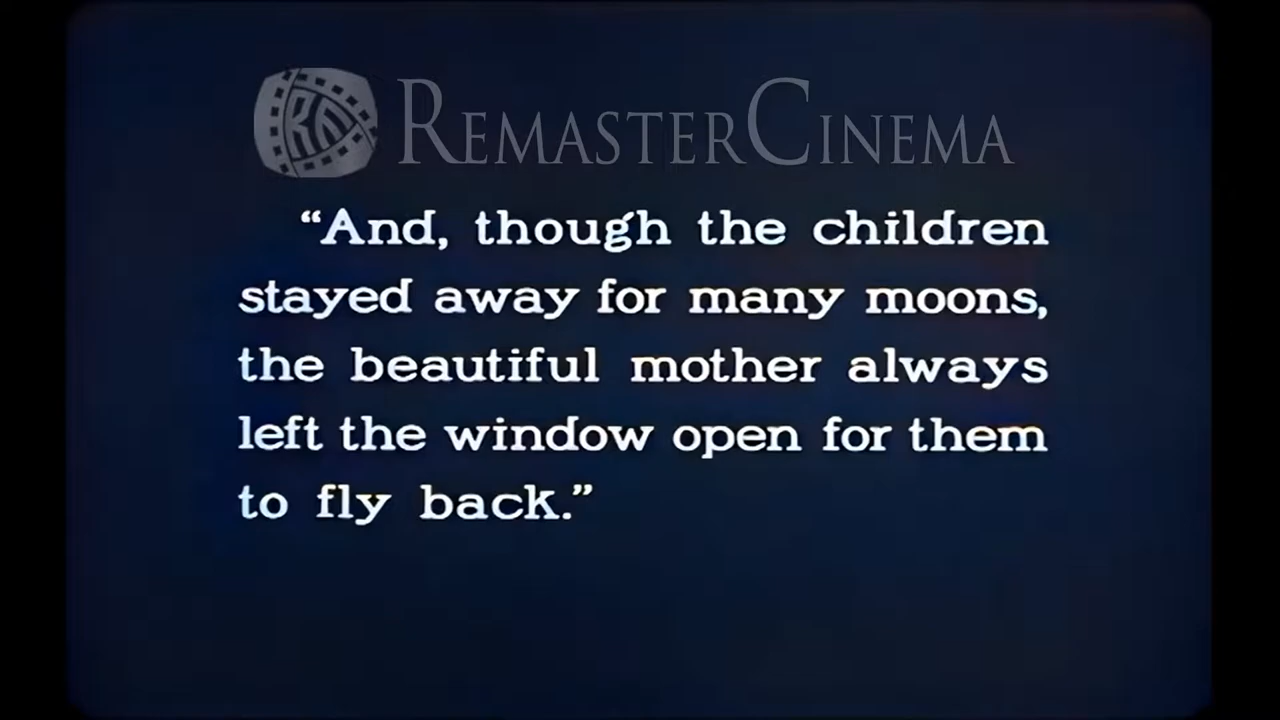 REMASTERCINEMA
“And, though the children
stayed away for many moons,
the beautiful mother always
left the window open for them
to fly back.”